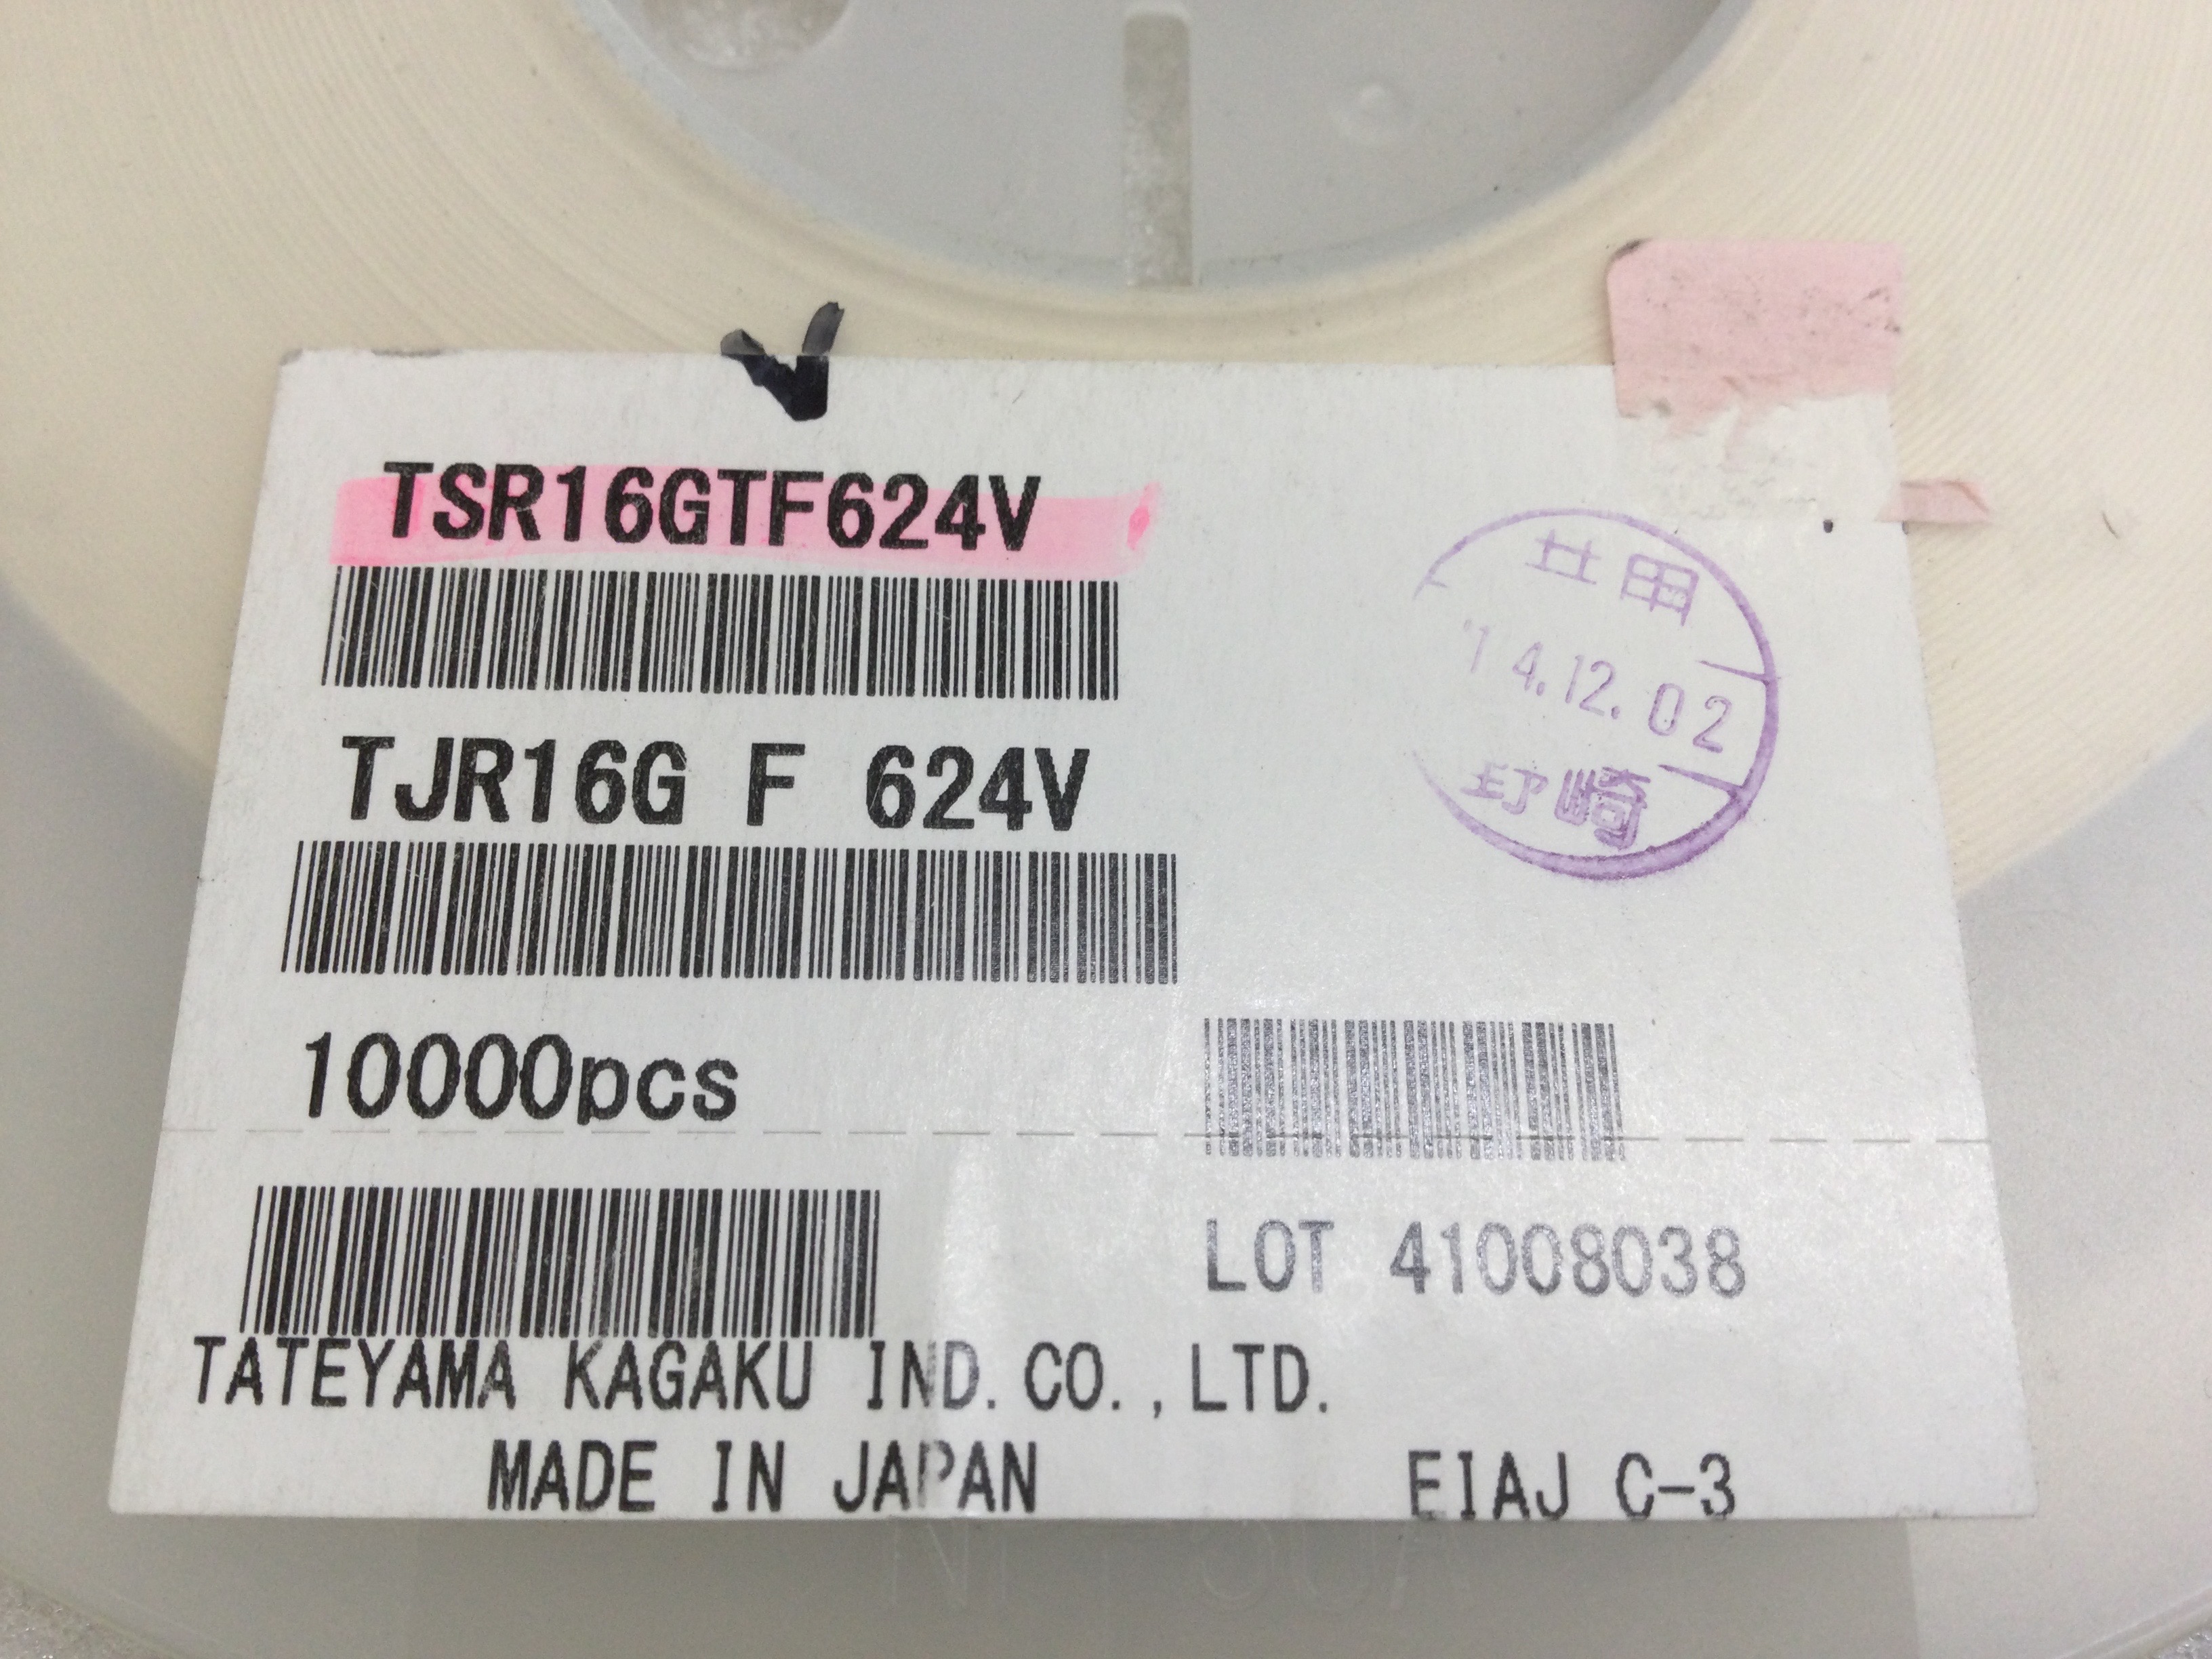 TSR16GTF624V
TJR16G F 624V
10000pcs
'14.12.02
LOT 41008038
TATEYAMA KAGAKU IND.CO.,LTD.
MADE IN JAPAN
EIAJ C-3